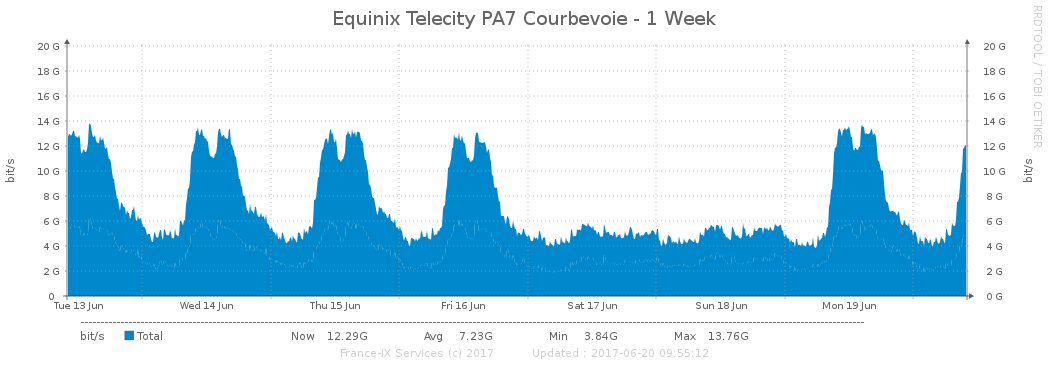 Equinix Telecity PA7 Courbevoie - 1 Week
RRDTOOL / TOBI OETIKER
20 G 20 G
18 G 18 G
16 G 16 G
14 G 14 G
12 G 12 G
10 G 10 G
8 G 8 G
6 G 6 G
4 G 4 G
2 G 2 G
0 0 G
bit/s
bit/s
Tue 13 Jun Wed 14 Jun Thu 15 Jun Fri 16 Jun Sat 17 Jun Sun 18 Jun Mon 19 Jun
bit/s Total Now 12.29G Avg 7.23G Min 3.84G Max 13.76G
France-IX Services (c) 2017 Updated : 2017-06-20 09:55:12